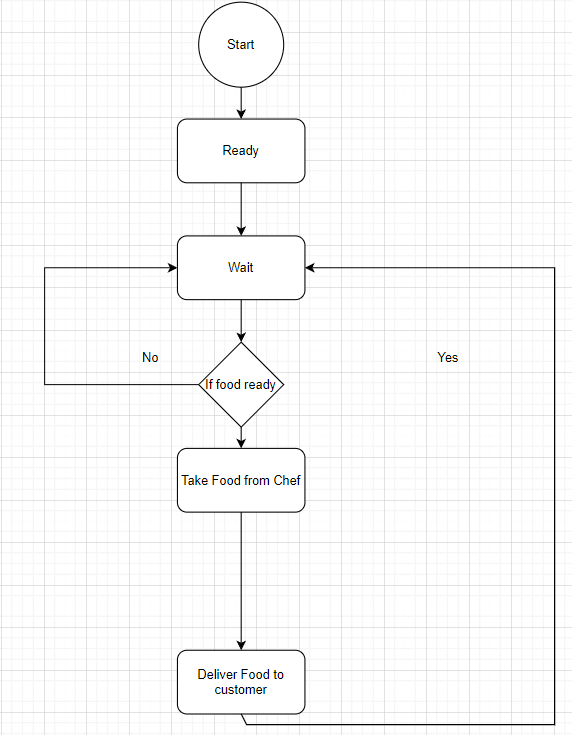 Start
Ready
Wait
No
Yes
If food ready
Take Food from Chef
Deliver Food to
customer